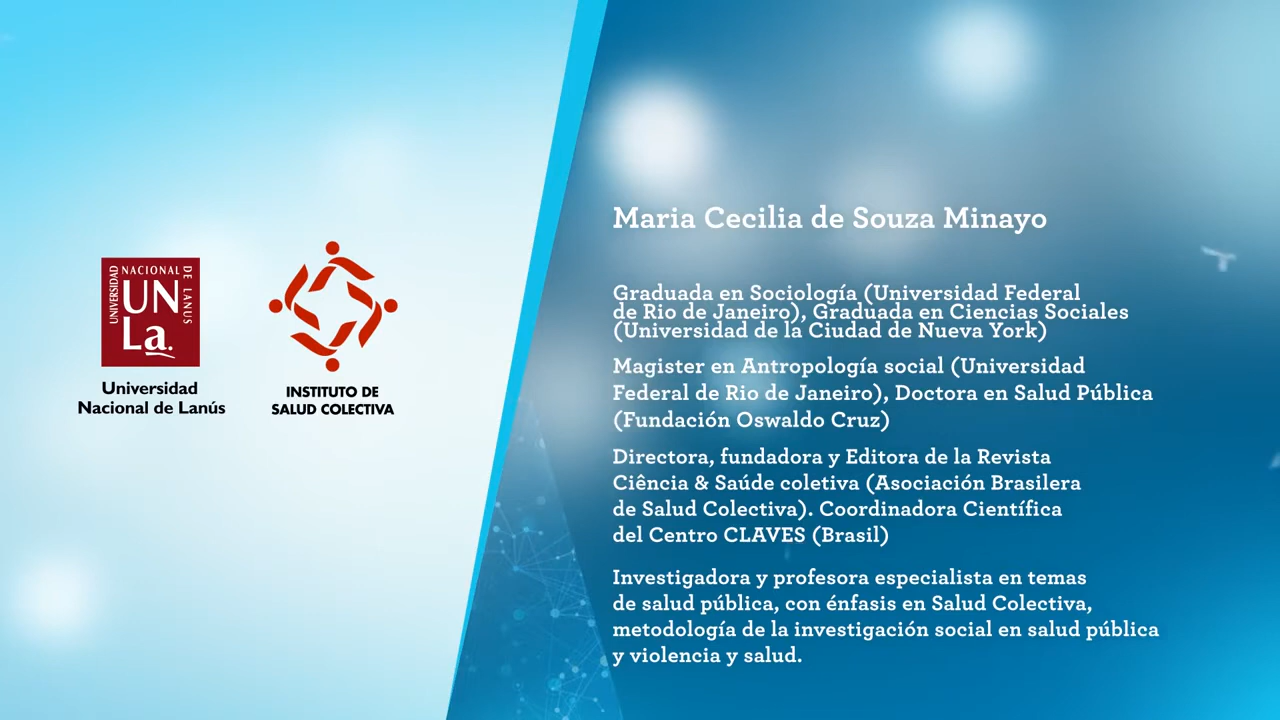 UNIVERSIDAD NACIONAL DE LANÚS
UN
La.
Universidad
Nacional de Lanús
INSTITUTO DE
SALUD COLECTIVA
Maria Cecilia de Souza Minayo
Graduada en Sociología (Universidad Federal
de Rio de Janeiro), Graduada en Ciencias Sociales
(Universidad de la Ciudad de Nueva York)
Magister en Antropología social (Universidad
Federal de Rio de Janeiro), Doctora en Salud Pública
(Fundación Oswaldo Cruz)
Directora, fundadora y Editora de la Revista
Ciência & Saúde coletiva (Asociación Brasilera
de Salud Colectiva). Coordinadora Científica
del Centro CLAVES (Brasil)
Investigadora y profesora especialista en temas
de salud pública, con énfasis en Salud Colectiva,
metodología de la investigación social en salud pública
y violencia y salud.